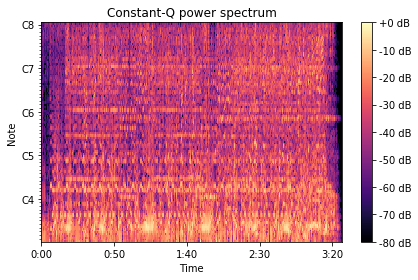 Constant-Q power spectrum
C8
C7
C6
C5
C4
Note
0:00
0:50
1:40
2:30
3:20
Time
+0 dB
-10 dB
-20 dB
-30 dB
-40 dB
-50 dB
-60 dB
-70 dB
-80 dB